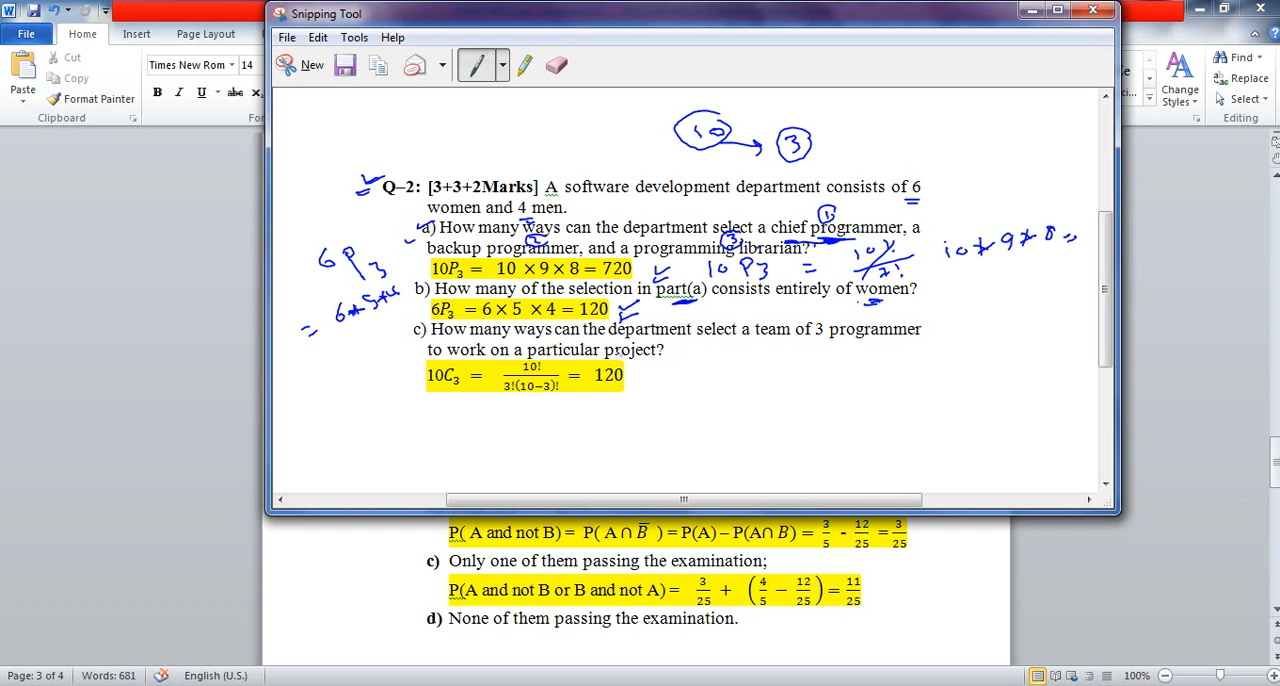 Snipping Tool
File Home Insert Page Layout
File Edit Tools Help
New
Cut
Copy
Format Painter
Paste
Clipboard
Times New Rom 14
B I U abc
Change Styles
Find
Replace
Select
Editing
10 → 3
Q–2: [3+3+2Marks] A software development department consists of 6
women and 4 men.
1
a) How many ways can the department select a chief programmer, a
2 3
backup programmer, and a programming librarian?
10P₃ = 10 × 9 × 8 = 720
10P3 = 10! / 7! 10 * 9 * 8 =
6P3
= 6*5*4
b) How many of the selection in part(a) consists entirely of women?
6P₃ = 6 × 5 × 4 = 120
c) How many ways can the department select a team of 3 programmer
to work on a particular project?
10C₃ = 10! / 3!(10−3)! = 120
P( A and not B) = P( A∩ B̅ ) = P(A) – P(A∩ B) = 3/5 - 12/25 = 3/25
c) Only one of them passing the examination;
P(A and not B or B and not A) = 3/25 + (4/5 − 12/25) = 11/25
d) None of them passing the examination.
Page: 3 of 4 Words: 681 English (U.S.) 100%